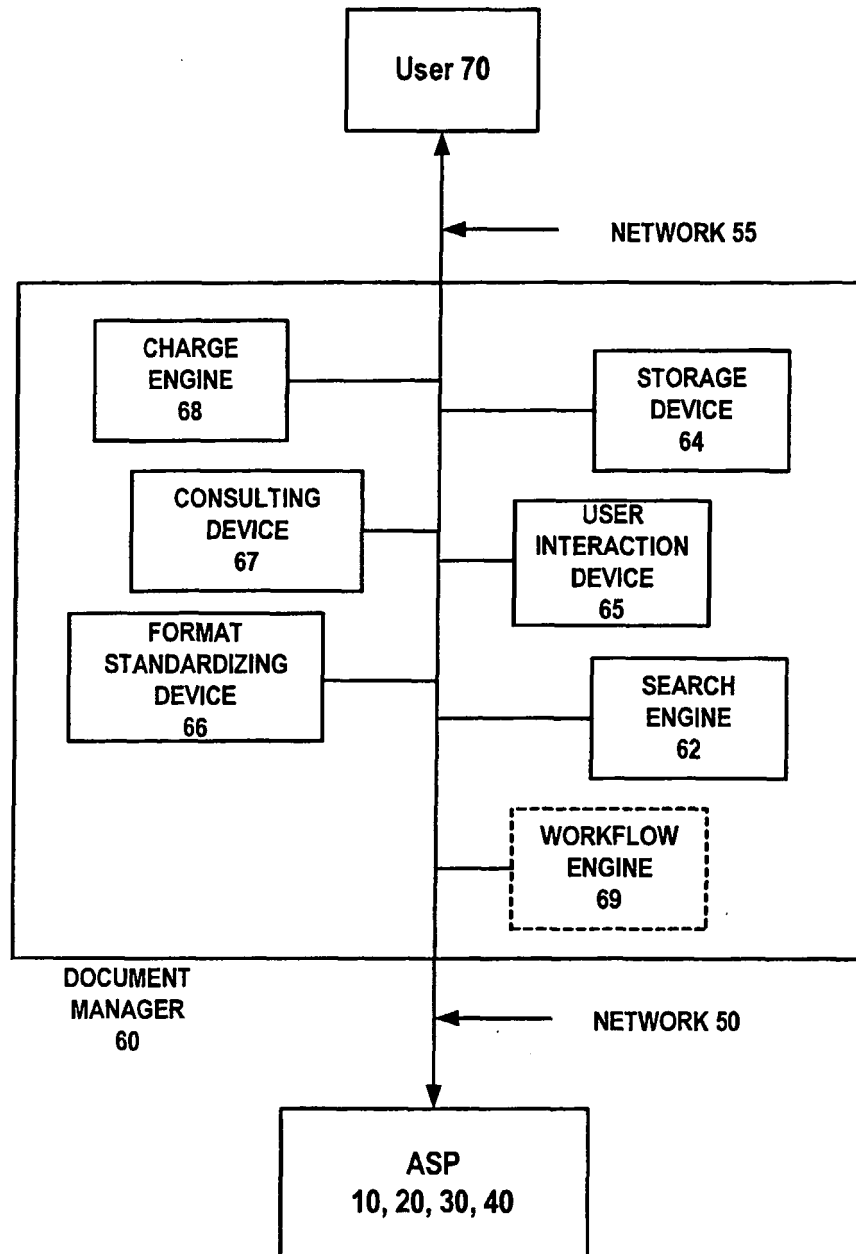 User 70
NETWORK 55
CHARGE
ENGINE
68
STORAGE
DEVICE
64
CONSULTING
DEVICE
67
USER
INTERACTION
DEVICE
65
FORMAT
STANDARDIZING
DEVICE
66
SEARCH
ENGINE
62
WORKFLOW
ENGINE
69
DOCUMENT
MANAGER
60
NETWORK 50
ASP
10, 20, 30, 40